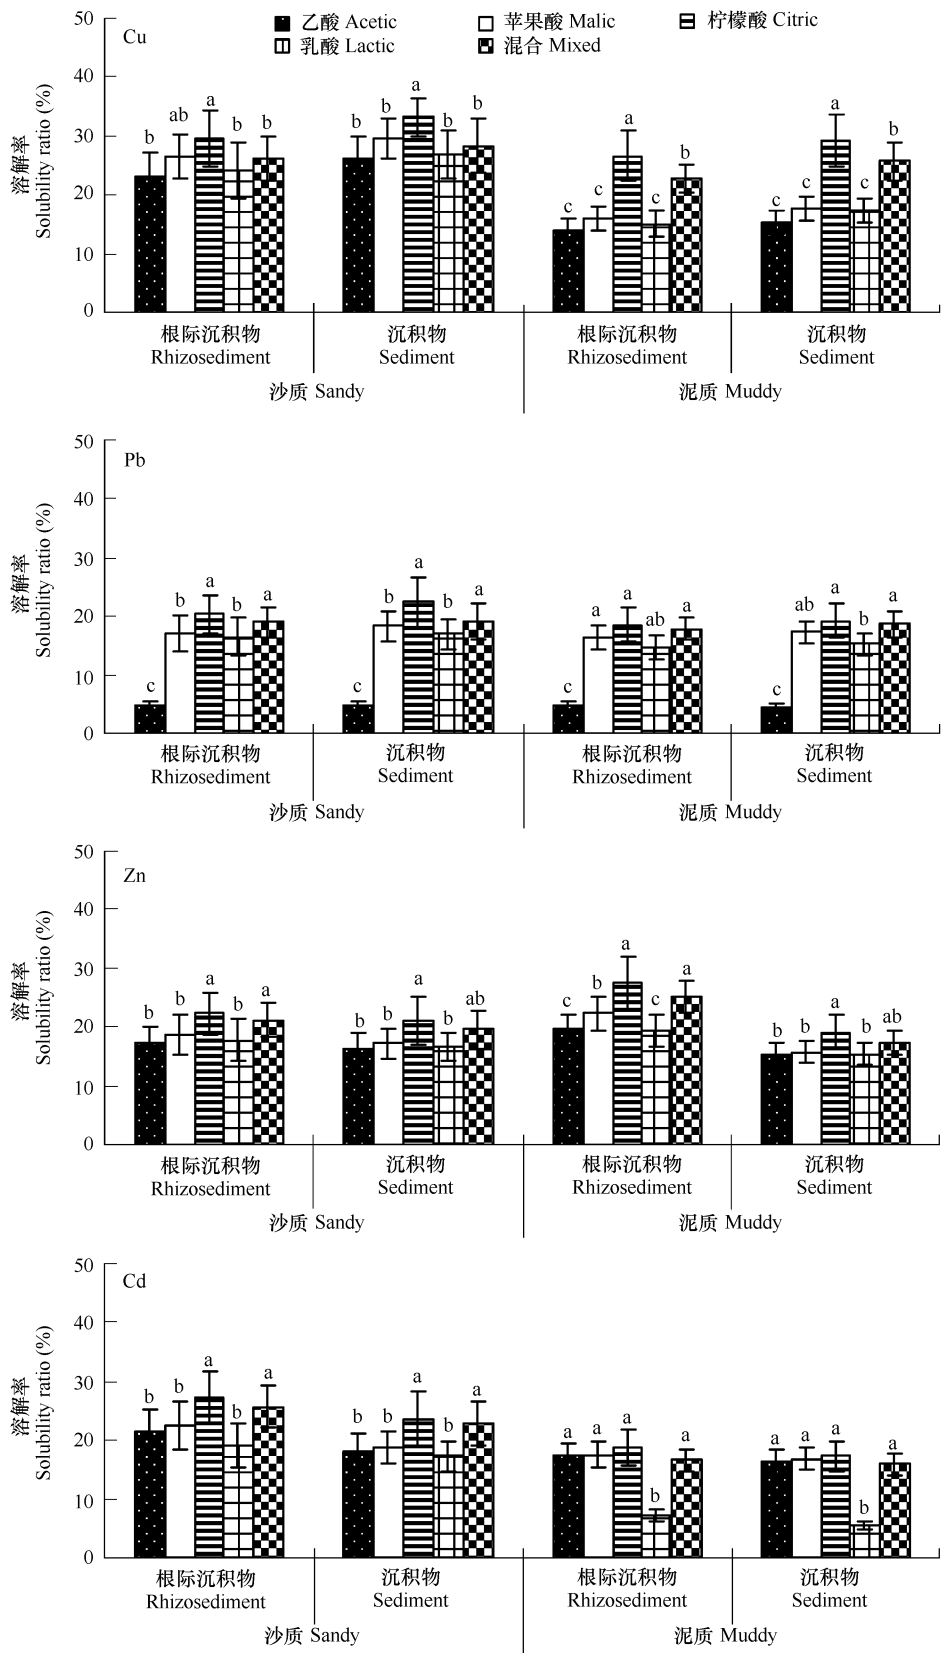 50
Cu
乙酸 Acetic
苹果酸 Malic
柠檬酸 Citric
乳酸 Lactic
混合 Mixed
40
30
20
10
0
溶解率
Solubility ratio (%)
b ab a b b
b b a b b
c c a c b
c c a c b
根际沉积物
Rhizosediment
沉积物
Sediment
根际沉积物
Rhizosediment
沉积物
Sediment
沙质 Sandy
泥质 Muddy
50
Pb
40
30
20
10
0
溶解率
Solubility ratio (%)
c b a b a
c b a b a
c a a ab a
c ab a b a
根际沉积物
Rhizosediment
沉积物
Sediment
根际沉积物
Rhizosediment
沉积物
Sediment
沙质 Sandy
泥质 Muddy
50
Zn
40
30
20
10
0
溶解率
Solubility ratio (%)
b b a b a
b b a b ab
c b a c a
b b a b ab
根际沉积物
Rhizosediment
沉积物
Sediment
根际沉积物
Rhizosediment
沉积物
Sediment
沙质 Sandy
泥质 Muddy
50
Cd
40
30
20
10
0
溶解率
Solubility ratio (%)
b b a b a
b b a b a
a a a b a
a a a b a
根际沉积物
Rhizosediment
沉积物
Sediment
根际沉积物
Rhizosediment
沉积物
Sediment
沙质 Sandy
泥质 Muddy